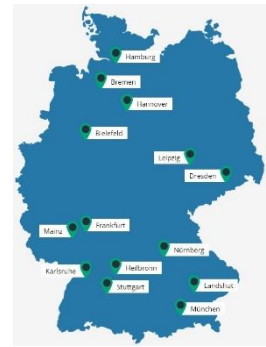 Hamburg
Bremen
Hannover
Bielefeld
Leipzig
Dresden
Frankfurt
Mainz
Nürnberg
Heilbronn
Karlsruhe
Stuttgart
Landshut
München